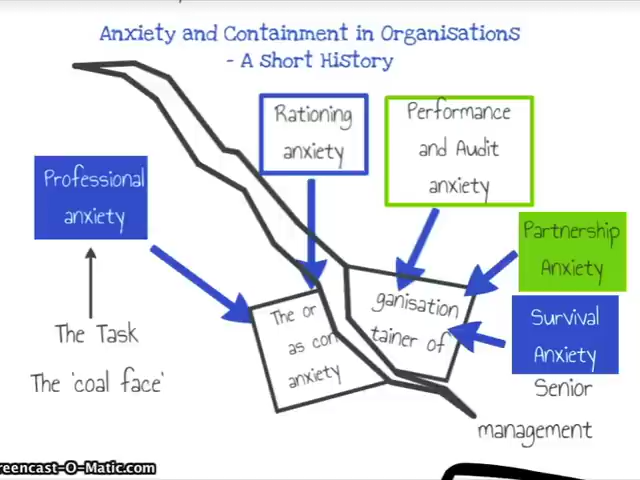 Anxiety and Containment in Organisations
- A short History
Rationing
anxiety
Performance
and Audit
anxiety
Professional
anxiety
Partnership
Anxiety
The or
as con
anxiety
ganisation
tainer of
Survival
Anxiety
The Task
The 'coal face'
Senior
management
reencast-O-Matic.com